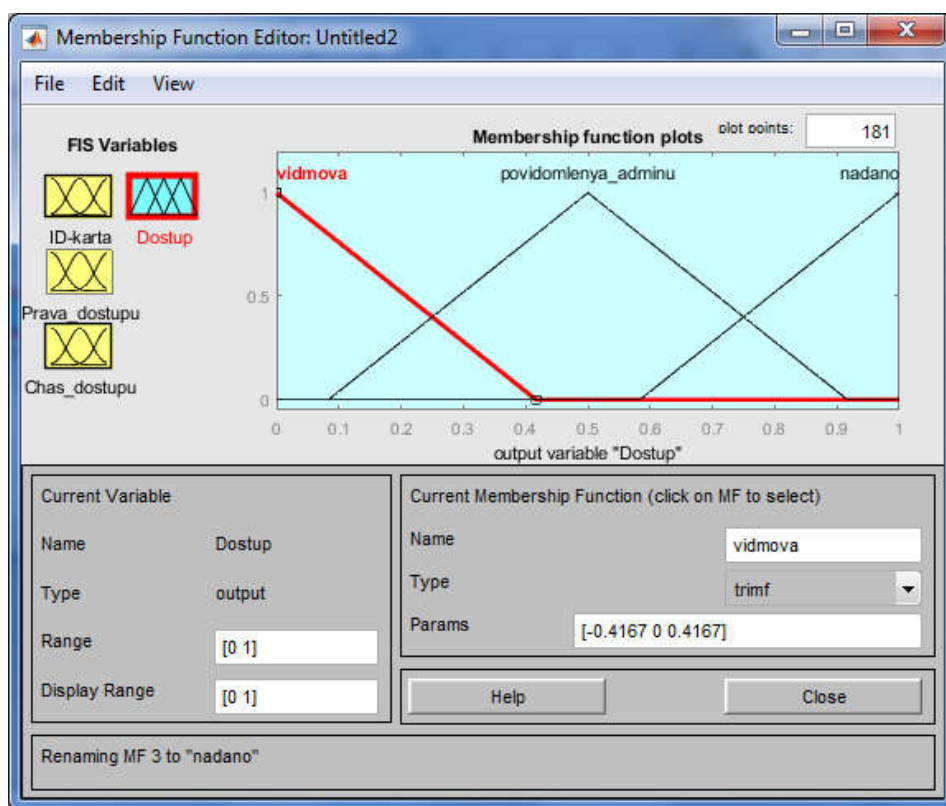 Membership Function Editor: Untitled2
File Edit View
FIS Variables
ID-karta
Dostup
Prava_dostupu
Chas_dostupu
Membership function plots
plot points:
181
vidmova
povidomlenya_adminu
nadano
1
0.5
0
0 0.1 0.2 0.3 0.4 0.5 0.6 0.7 0.8 0.9 1
output variable "Dostup"
Current Variable
Name Dostup
Type output
Range [0 1]
Display Range [0 1]
Current Membership Function (click on MF to select)
Name vidmova
Type trimf
Params [-0.4167 0 0.4167]
Help
Close
Renaming MF 3 to "nadano"